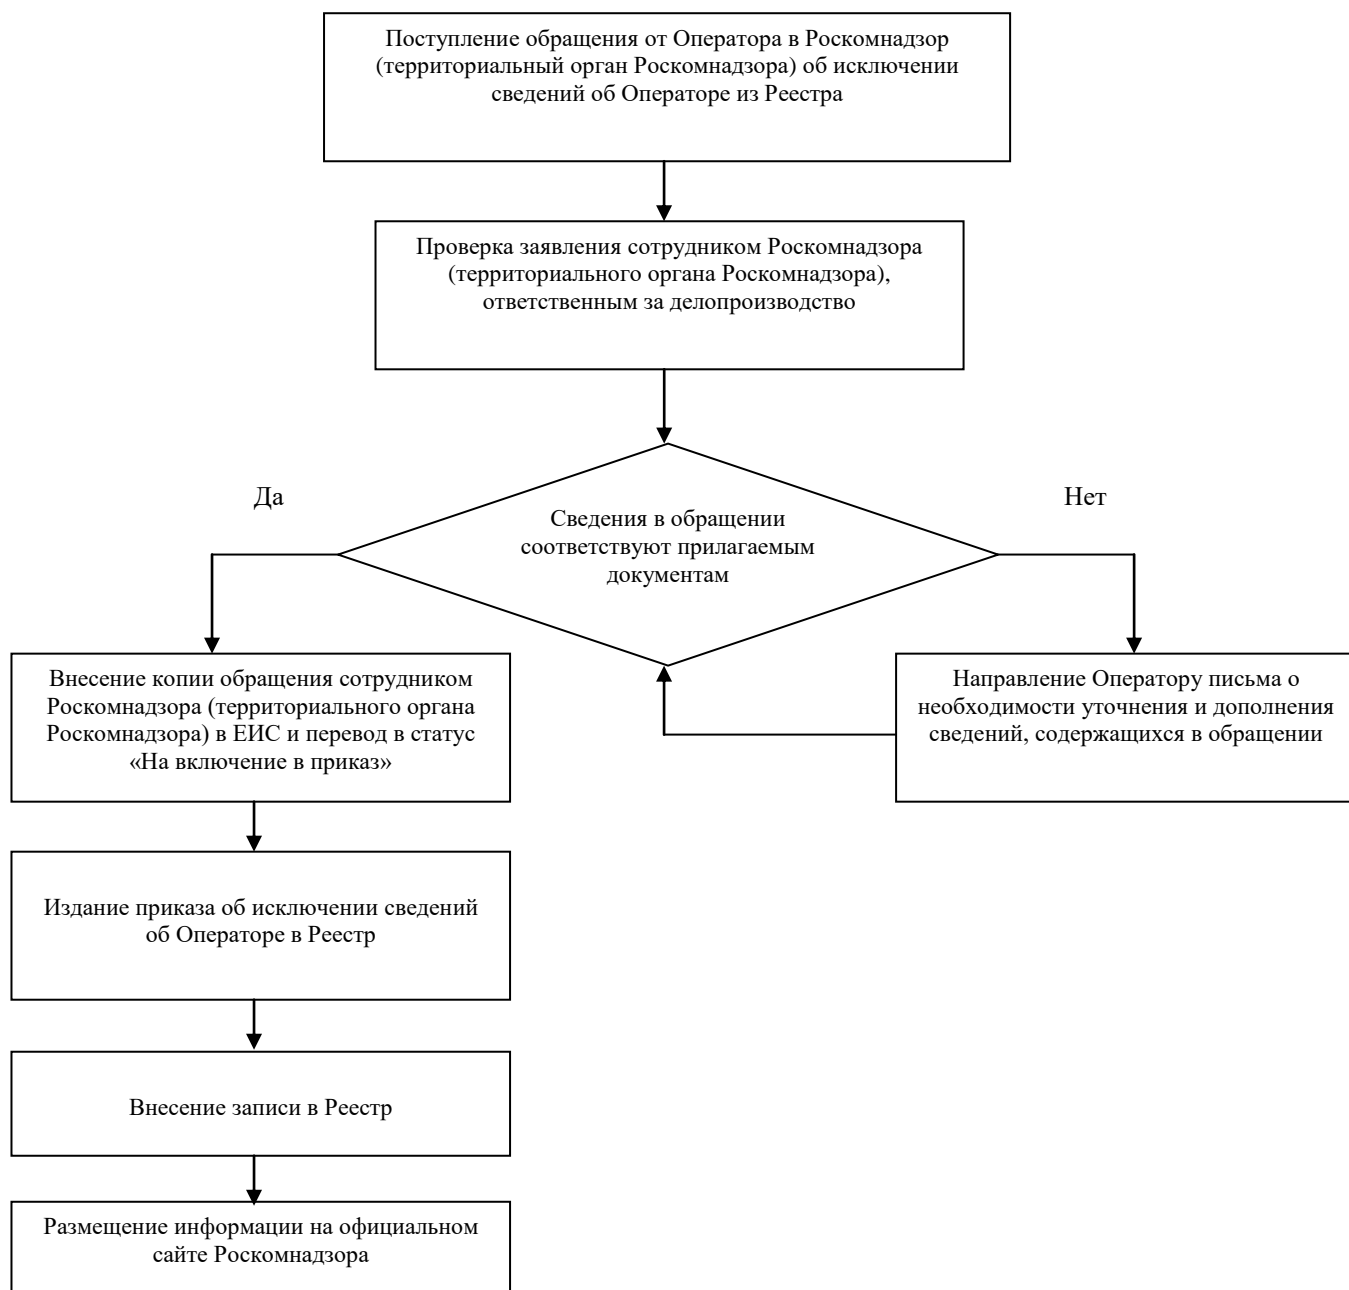 Поступление обращения от Оператора в Роскомнадзор
(территориальный орган Роскомнадзора) об исключении
сведений об Операторе из Реестра
Проверка заявления сотрудником Роскомнадзора
(территориального органа Роскомнадзора),
ответственным за делопроизводство
Да
Нет
Сведения в обращении
соответствуют прилагаемым
документам
Внесение копии обращения сотрудником
Роскомнадзора (территориального органа
Роскомнадзора) в ЕИС и перевод в статус
«На включение в приказ»
Направление Оператору письма о
необходимости уточнения и дополнения
сведений, содержащихся в обращении
Издание приказа об исключении сведений
об Операторе в Реестр
Внесение записи в Реестр
Размещение информации на официальном
сайте Роскомнадзора